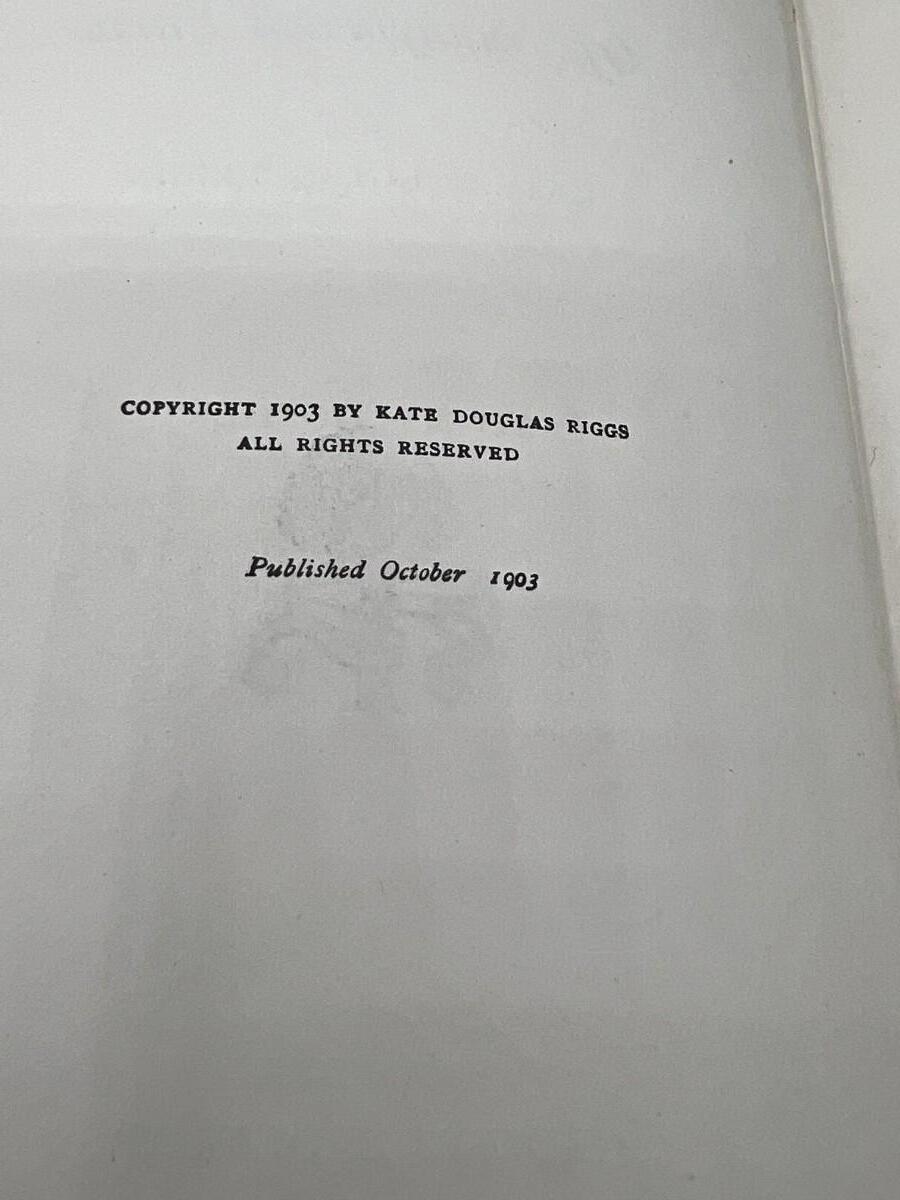 COPYRIGHT 1903 BY KATE DOUGLAS RIGGS
ALL RIGHTS RESERVED
Published October 1903